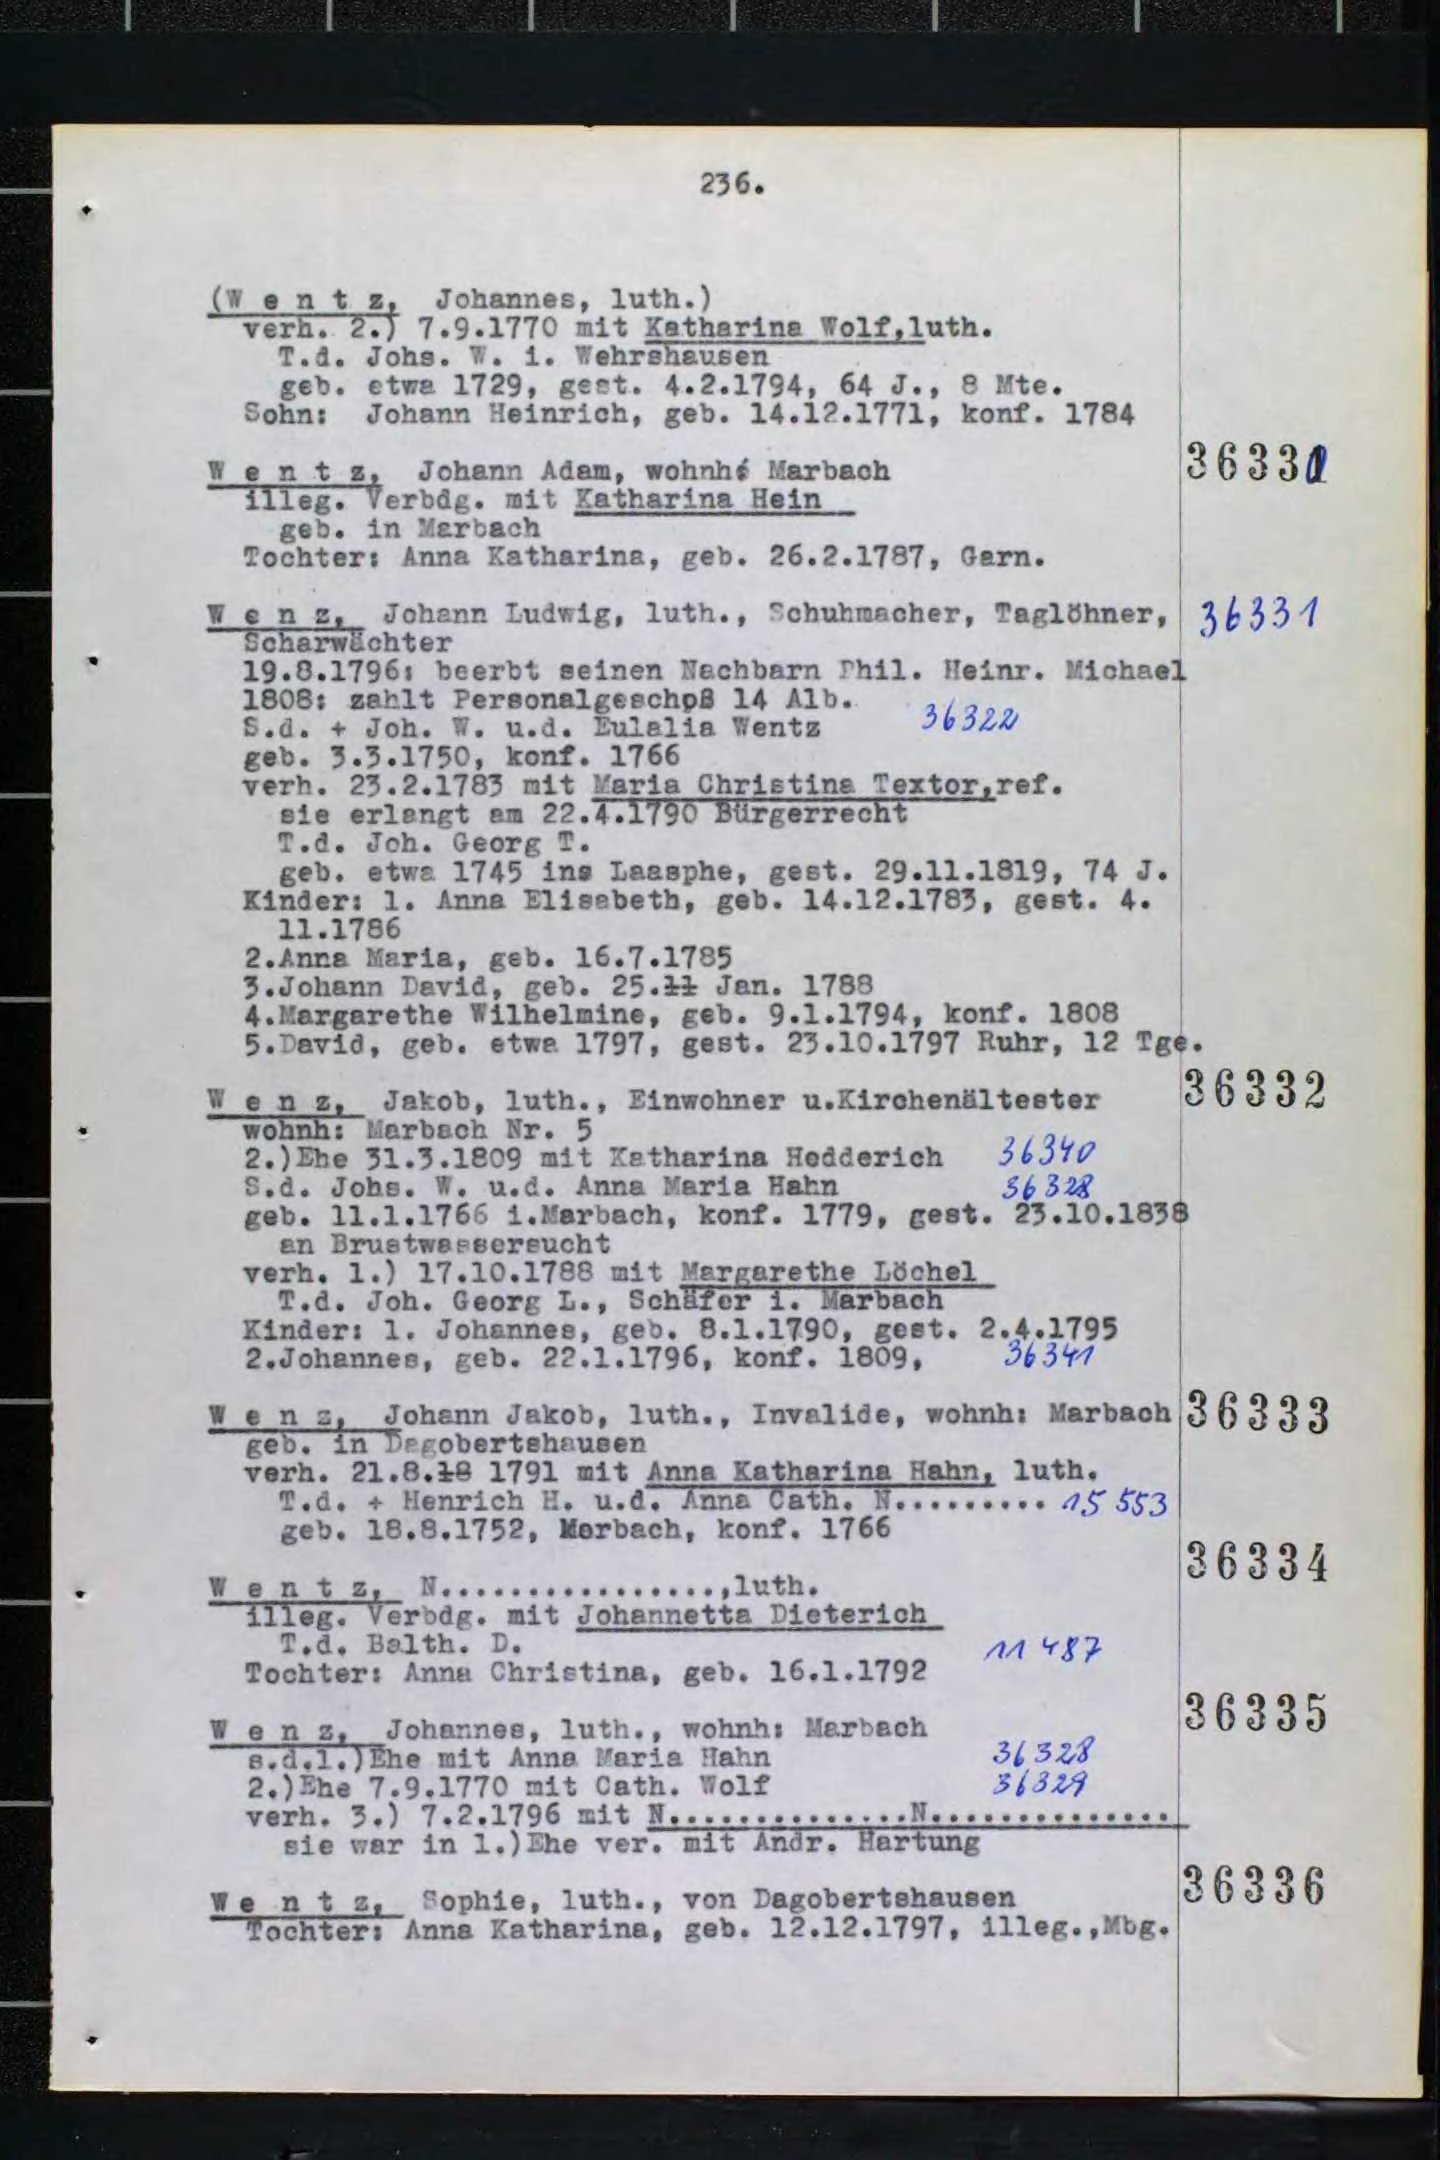 236.
(W e n t z, Johannes, luth.)
verh. 2.) 7.9.1770 mit Katharina Wolf,luth.
T.d. Johs. W. i. Wehrshausen
geb. etwa 1729, gest. 4.2.1794, 64 J., 8 Mte.
Sohn: Johann Heinrich, geb. 14.12.1771, konf. 1784
W e n t z, Johann Adam, wohnh: Marbach 36330
illeg. Verbdg. mit Katharina Hein
geb. in Marbach
Tochter: Anna Katharina, geb. 26.2.1787, Garn.
W e n z, Johann Ludwig, luth., Schuhmacher, Taglöhner, 36331
Scharwächter
19.8.1796: beerbt seinen Nachbarn Phil. Heinr. Michael
1808: zahlt Personalgeschoß 14 Alb.
S.d. + Joh. W. u.d. Eulalia Wentz 36322
geb. 3.3.1750, konf. 1766
verh. 23.2.1783 mit Maria Christina Textor,ref.
sie erlangt am 22.4.1790 Bürgerrecht
T.d. Joh. Georg T.
geb. etwa 1745 ins Laasphe, gest. 29.11.1819, 74 J.
Kinder: 1. Anna Elisabeth, geb. 14.12.1783, gest. 4.
11.1786
2.Anna Maria, geb. 16.7.1785
3.Johann David, geb. 25.11 Jan. 1788
4.Margarethe Wilhelmine, geb. 9.1.1794, konf. 1808
5.David, geb. etwa 1797, gest. 23.10.1797 Ruhr, 12 Tge.
W e n z, Jakob, luth., Einwohner u.Kirchenältester 36332
wohnh: Marbach Nr. 5
2.)Ehe 31.3.1809 mit Katharina Hedderich 36340
S.d. Johs. W. u.d. Anna Maria Hahn 36328
geb. 11.1.1766 i.Marbach, konf. 1779, gest. 23.10.1838
an Brustwassersucht
verh. 1.) 17.10.1788 mit Margarethe Löchel
T.d. Joh. Georg L., Schäfer i. Marbach
Kinder: 1. Johannes, geb. 8.1.1790, gest. 2.4.1795
2.Johannes, geb. 22.1.1796, konf. 1809, 36341
W e n z, Johann Jakob, luth., Invalide, wohnh: Marbach 36333
geb. in Dagobertshausen
verh. 21.8.18 1791 mit Anna Katharina Hahn, luth.
T.d. + Henrich H. u.d. Anna Cath. N.......... 15 553
geb. 18.8.1752, Marbach, konf. 1766
W e n t z, N................,luth. 36334
illeg. Verbdg. mit Johannetta Dieterich
T.d. Balth. D. 11 487
Tochter: Anna Christina, geb. 16.1.1792
W e n z, Johannes, luth., wohnh: Marbach 36335
s.d.1.)Ehe mit Anna Maria Hahn 36328
2.)Ehe 7.9.1770 mit Cath. Wolf 36329
verh. 3.) 7.2.1796 mit N..............N..............
sie war in 1.)Ehe ver. mit Andr. Hartung
W e n t z, Sophie, luth., von Dagobertshausen 36336
Tochter: Anna Katharina, geb. 12.12.1797, illeg.,Mbg.